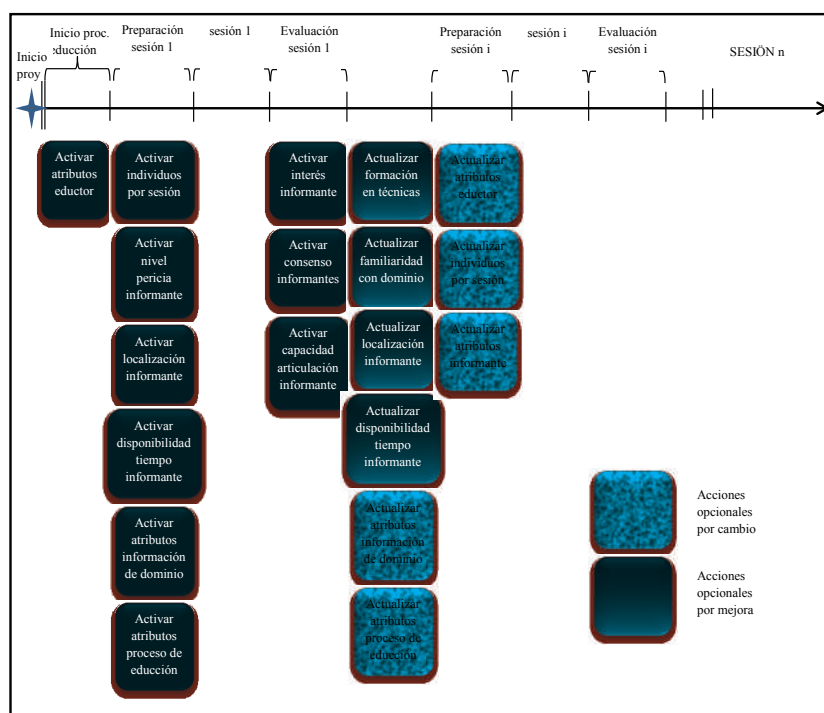 Inicio proc.
educción
Preparación
sesión 1
sesión 1
Evaluación
sesión 1
Preparación
sesión i
sesión i
Evaluación
sesión i
SESIÖN n
Inicio
proy
Activar
atributos
eductor
Activar
individuos
por sesión
Activar
nivel
pericia
informante
Activar
localización
informante
Activar
disponibilidad
tiempo
informante
Activar
atributos
información
de dominio
Activar
atributos
proceso de
educción
Activar
interés
informante
Activar
consenso
informantes
Activar
capacidad
articulación
informante
Actualizar
formación
en técnicas
Actualizar
familiaridad
con dominio
Actualizar
localización
informante
Actualizar
disponibilidad
tiempo
informante
Actualizar
atributos
información
de dominio
Actualizar
atributos
proceso de
educción
Actualizar
atributos
eductor
Actualizar
individuos
por sesión
Actualizar
atributos
informante
Acciones
opcionales
por cambio
Acciones
opcionales
por mejora